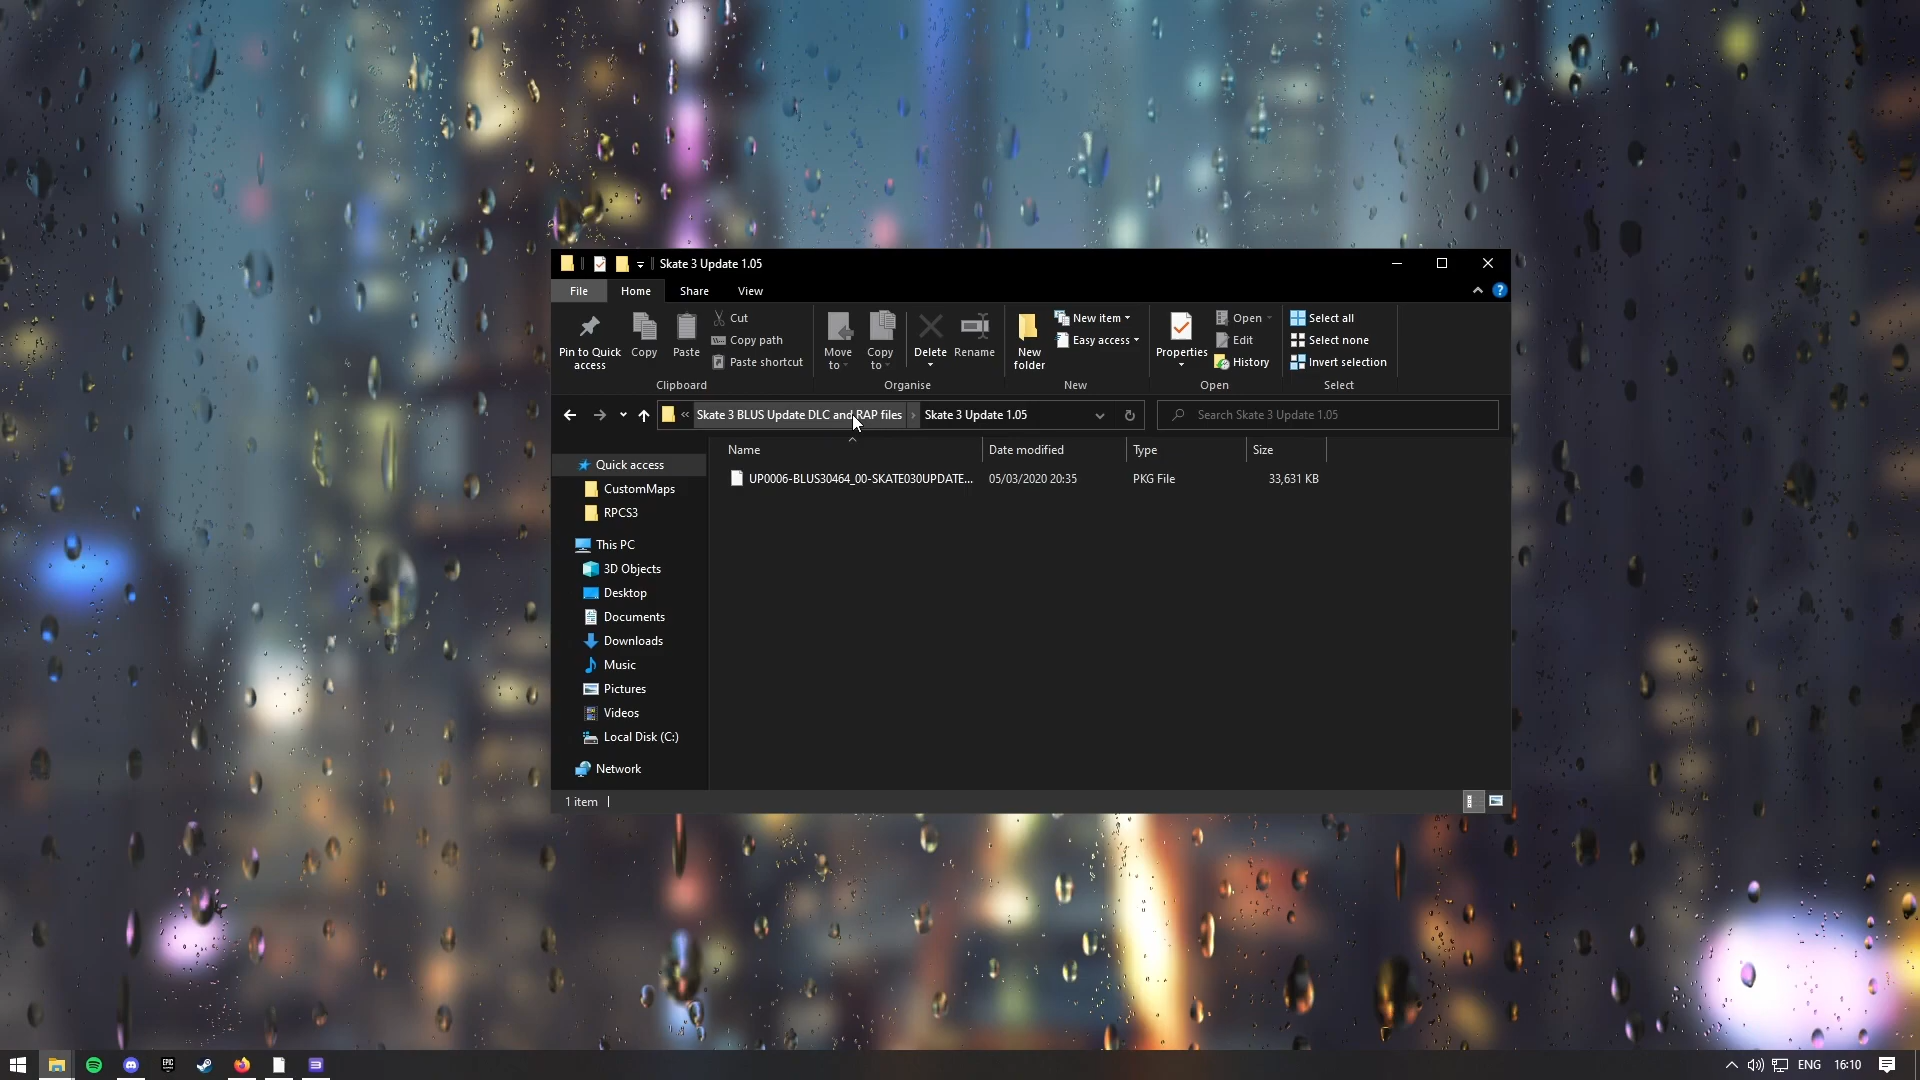 Skate 3 Update 1.05
File Home Share View
Pin to Quick access
Copy
Paste
Cut
Copy path
Paste shortcut
Clipboard
Move to
Copy to
Delete
Rename
Organise
New folder
New item
Easy access
New
Properties
Open
Edit
History
Open
Select all
Select none
Invert selection
Select
Skate 3 BLUS Update DLC and RAP files › Skate 3 Update 1.05
Search Skate 3 Update 1.05
Name Date modified Type Size
UP0006-BLUS30464_00-SKATE030UPDATE... 05/03/2020 20:35 PKG File 33,631 KB
Quick access
CustomMaps
RPCS3
This PC
3D Objects
Desktop
Documents
Downloads
Music
Pictures
Videos
Local Disk (C:)
Network
1 item
EPIC
ENG 16:10